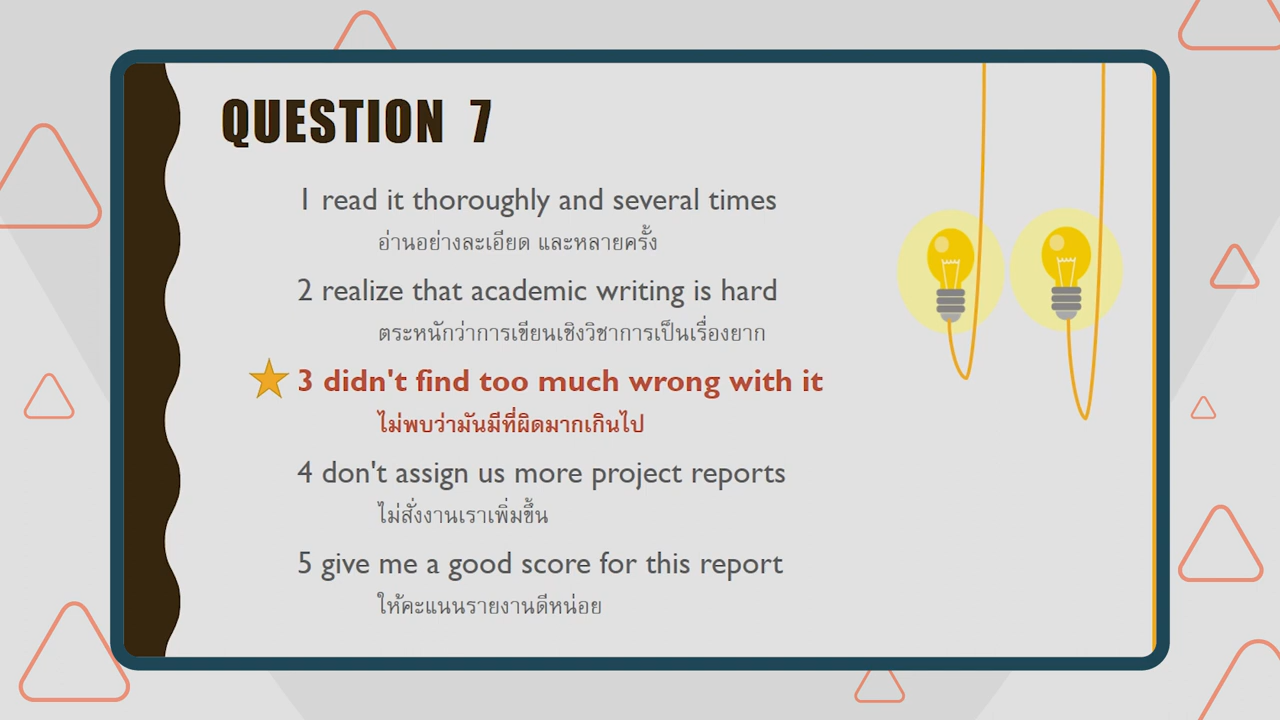 QUESTION 7
1 read it thoroughly and several times
อ่านอย่างละเอียด และหลายครั้ง
2 realize that academic writing is hard
ตระหนักว่าการเขียนเชิงวิชาการเป็นเรื่องยาก
3 didn't find too much wrong with it
ไม่พบว่ามันมีที่ผิดมากเกินไป
4 don't assign us more project reports
ไม่สั่งงานเราเพิ่มขึ้น
5 give me a good score for this report
ให้คะแนนรายงานดีหน่อย